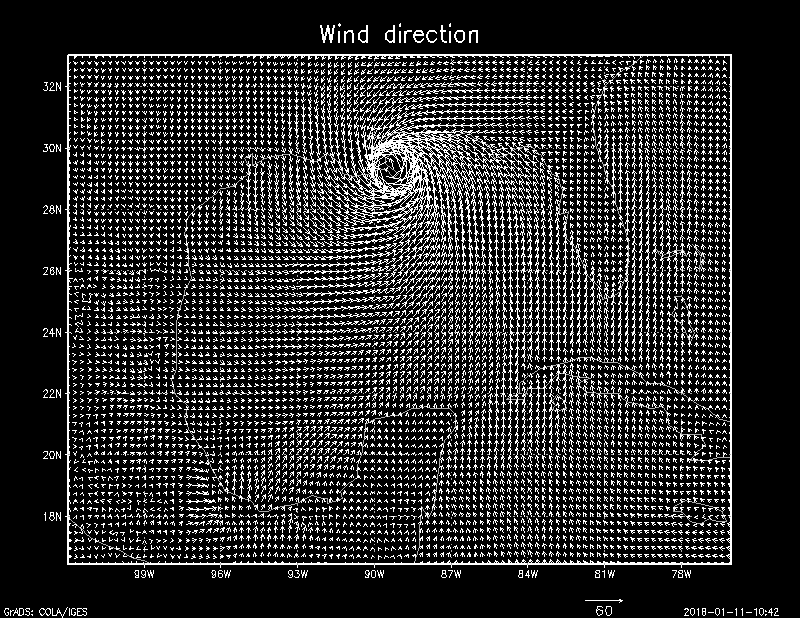 Wind direction
32N
30N
28N
26N
24N
22N
20N
18N
99W 96W 93W 90W 87W 84W 81W 78W
60
GrADS: COLA/IGES 2018-01-11-10:42